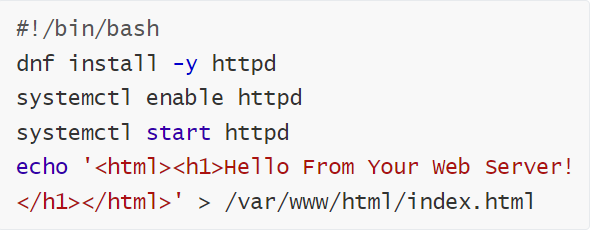 #!/bin/bash
dnf install -y httpd
systemctl enable httpd
systemctl start httpd
echo '<html><h1>Hello From Your Web Server!
</h1></html>' > /var/www/html/index.html